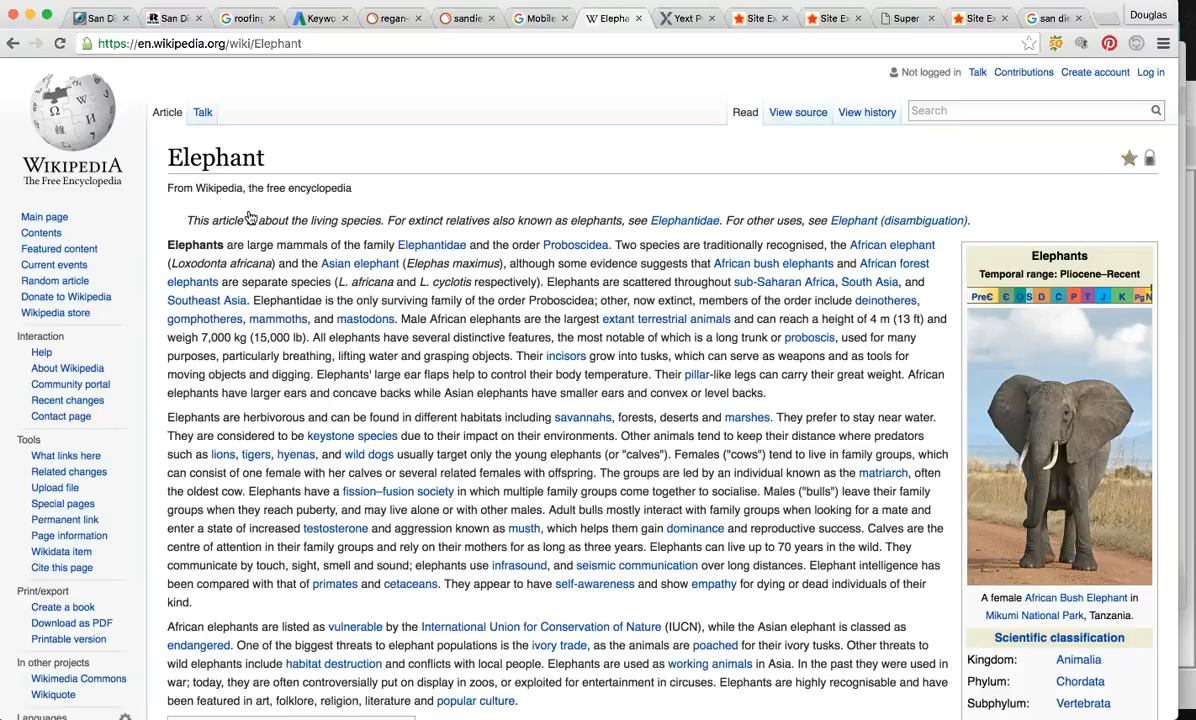 San Di
San Di
roofing
Keywo
regan-
sandie
Mobile
Elepha
Yext P
Site Ex
Site Ex
Super
Site Ex
san die
Douglas
https://en.wikipedia.org/wiki/Elephant
Not logged in Talk Contributions Create account Log in
Article Talk Read View source View history Search
WIKIPEDIA
The Free Encyclopedia
Main page
Contents
Featured content
Current events
Random article
Donate to Wikipedia
Wikipedia store
Interaction
Help
About Wikipedia
Community portal
Recent changes
Contact page
Tools
What links here
Related changes
Upload file
Special pages
Permanent link
Page information
Wikidata item
Cite this page
Print/export
Create a book
Download as PDF
Printable version
In other projects
Wikimedia Commons
Wikiquote
Languages
Elephant
From Wikipedia, the free encyclopedia
This article about the living species. For extinct relatives also known as elephants, see Elephantidae. For other uses, see Elephant (disambiguation).
Elephants are large mammals of the family Elephantidae and the order Proboscidea. Two species are traditionally recognised, the African elephant
(Loxodonta africana) and the Asian elephant (Elephas maximus), although some evidence suggests that African bush elephants and African forest
elephants are separate species (L. africana and L. cyclotis respectively). Elephants are scattered throughout sub-Saharan Africa, South Asia, and
Southeast Asia. Elephantidae is the only surviving family of the order Proboscidea; other, now extinct, members of the order include deinotheres,
gomphotheres, mammoths, and mastodons. Male African elephants are the largest extant terrestrial animals and can reach a height of 4 m (13 ft) and
weigh 7,000 kg (15,000 lb). All elephants have several distinctive features, the most notable of which is a long trunk or proboscis, used for many
purposes, particularly breathing, lifting water and grasping objects. Their incisors grow into tusks, which can serve as weapons and as tools for
moving objects and digging. Elephants' large ear flaps help to control their body temperature. Their pillar-like legs can carry their great weight. African
elephants have larger ears and concave backs while Asian elephants have smaller ears and convex or level backs.
Elephants are herbivorous and can be found in different habitats including savannahs, forests, deserts and marshes. They prefer to stay near water.
They are considered to be keystone species due to their impact on their environments. Other animals tend to keep their distance where predators
such as lions, tigers, hyenas, and wild dogs usually target only the young elephants (or "calves"). Females ("cows") tend to live in family groups, which
can consist of one female with her calves or several related females with offspring. The groups are led by an individual known as the matriarch, often
the oldest cow. Elephants have a fission–fusion society in which multiple family groups come together to socialise. Males ("bulls") leave their family
groups when they reach puberty, and may live alone or with other males. Adult bulls mostly interact with family groups when looking for a mate and
enter a state of increased testosterone and aggression known as musth, which helps them gain dominance and reproductive success. Calves are the
centre of attention in their family groups and rely on their mothers for as long as three years. Elephants can live up to 70 years in the wild. They
communicate by touch, sight, smell and sound; elephants use infrasound, and seismic communication over long distances. Elephant intelligence has
been compared with that of primates and cetaceans. They appear to have self-awareness and show empathy for dying or dead individuals of their
kind.
African elephants are listed as vulnerable by the International Union for Conservation of Nature (IUCN), while the Asian elephant is classed as
endangered. One of the biggest threats to elephant populations is the ivory trade, as the animals are poached for their ivory tusks. Other threats to
wild elephants include habitat destruction and conflicts with local people. Elephants are used as working animals in Asia. In the past they were used in
war; today, they are often controversially put on display in zoos, or exploited for entertainment in circuses. Elephants are highly recognisable and have
been featured in art, folklore, religion, literature and popular culture.
Elephants
Temporal range: Pliocene–Recent
PreЄ Є O S D C P T J K Pg N
A female African Bush Elephant in
Mikumi National Park, Tanzania.
Scientific classification
Kingdom: Animalia
Phylum: Chordata
Subphylum: Vertebrata